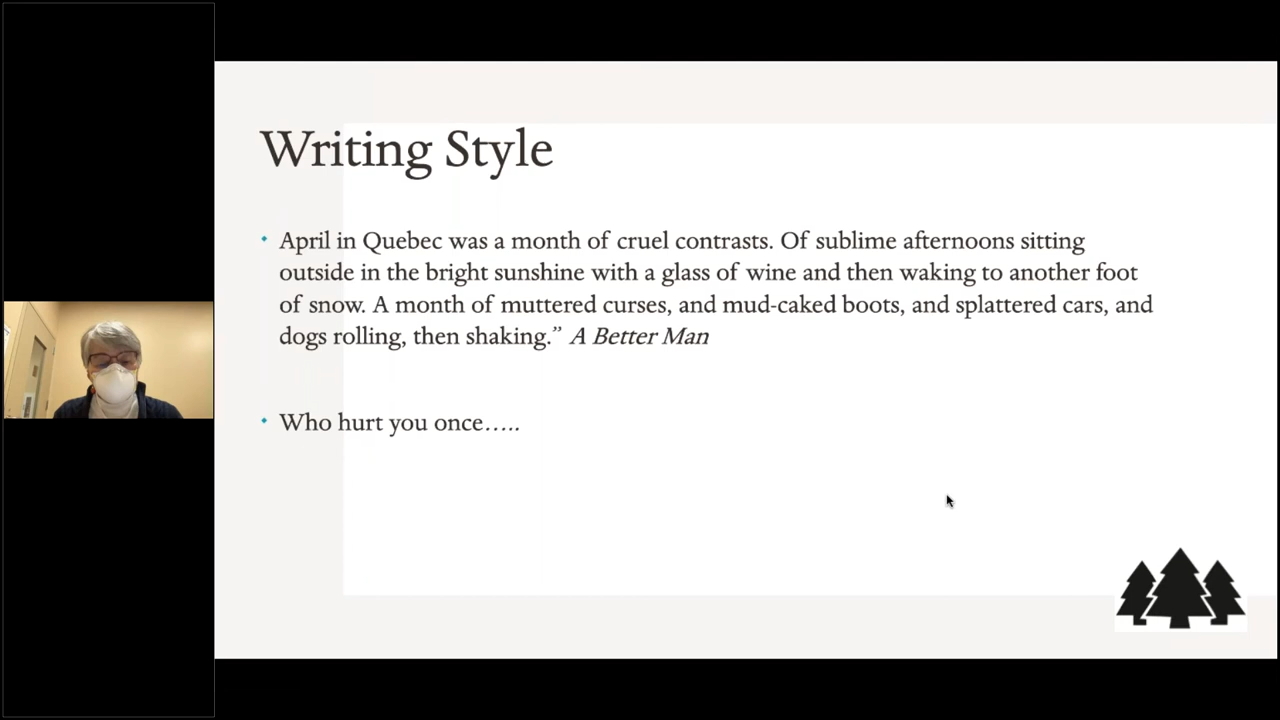 Writing Style
April in Quebec was a month of cruel contrasts. Of sublime afternoons sitting
outside in the bright sunshine with a glass of wine and then waking to another foot
of snow. A month of muttered curses, and mud-caked boots, and splattered cars, and
dogs rolling, then shaking.” A Better Man
Who hurt you once…..